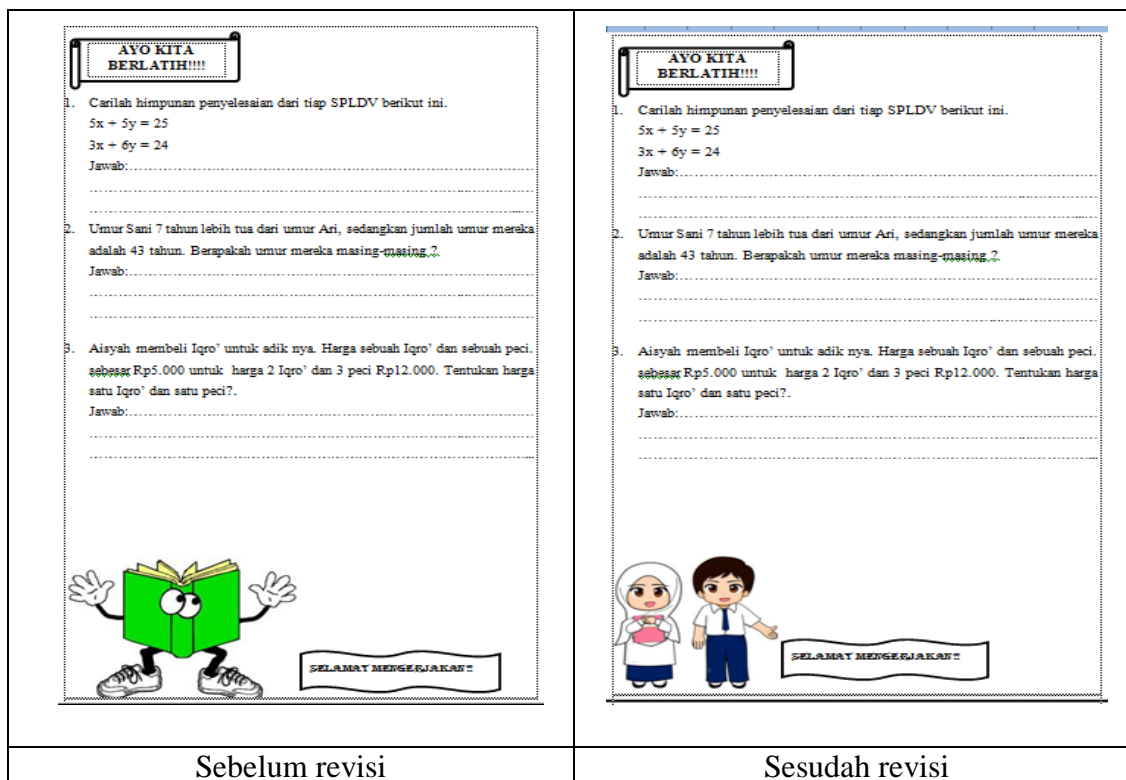 AYO KITA
BERLATIH!!!!
1. Carilah himpunan penyelesaian dari tiap SPLDV berikut ini.
5x + 5y = 25
3x + 6y = 24
Jawab:
2. Umur Sani 7 tahun lebih tua dari umur Ari, sedangkan jumlah umur mereka
adalah 43 tahun. Berapakah umur mereka masing-masing ?
Jawab:
3. Aisyah membeli Iqro’ untuk adik nya. Harga sebuah Iqro’ dan sebuah peci.
sebesar Rp5.000 untuk harga 2 Iqro’ dan 3 peci Rp12.000. Tentukan harga
satu Iqro’ dan satu peci?.
Jawab:
SELAMAT MENGERJAKAN!!
Sebelum revisi
AYO KITA
BERLATIH!!!!
1. Carilah himpunan penyelesaian dari tiap SPLDV berikut ini.
5x + 5y = 25
3x + 6y = 24
Jawab:
2. Umur Sani 7 tahun lebih tua dari umur Ari, sedangkan jumlah umur mereka
adalah 43 tahun. Berapakah umur mereka masing-masing ?
Jawab:
3. Aisyah membeli Iqro’ untuk adik nya. Harga sebuah Iqro’ dan sebuah peci.
sebesar Rp5.000 untuk harga 2 Iqro’ dan 3 peci Rp12.000. Tentukan harga
satu Iqro’ dan satu peci?.
Jawab:
SELAMAT MENGERJAKAN!!
Sesudah revisi